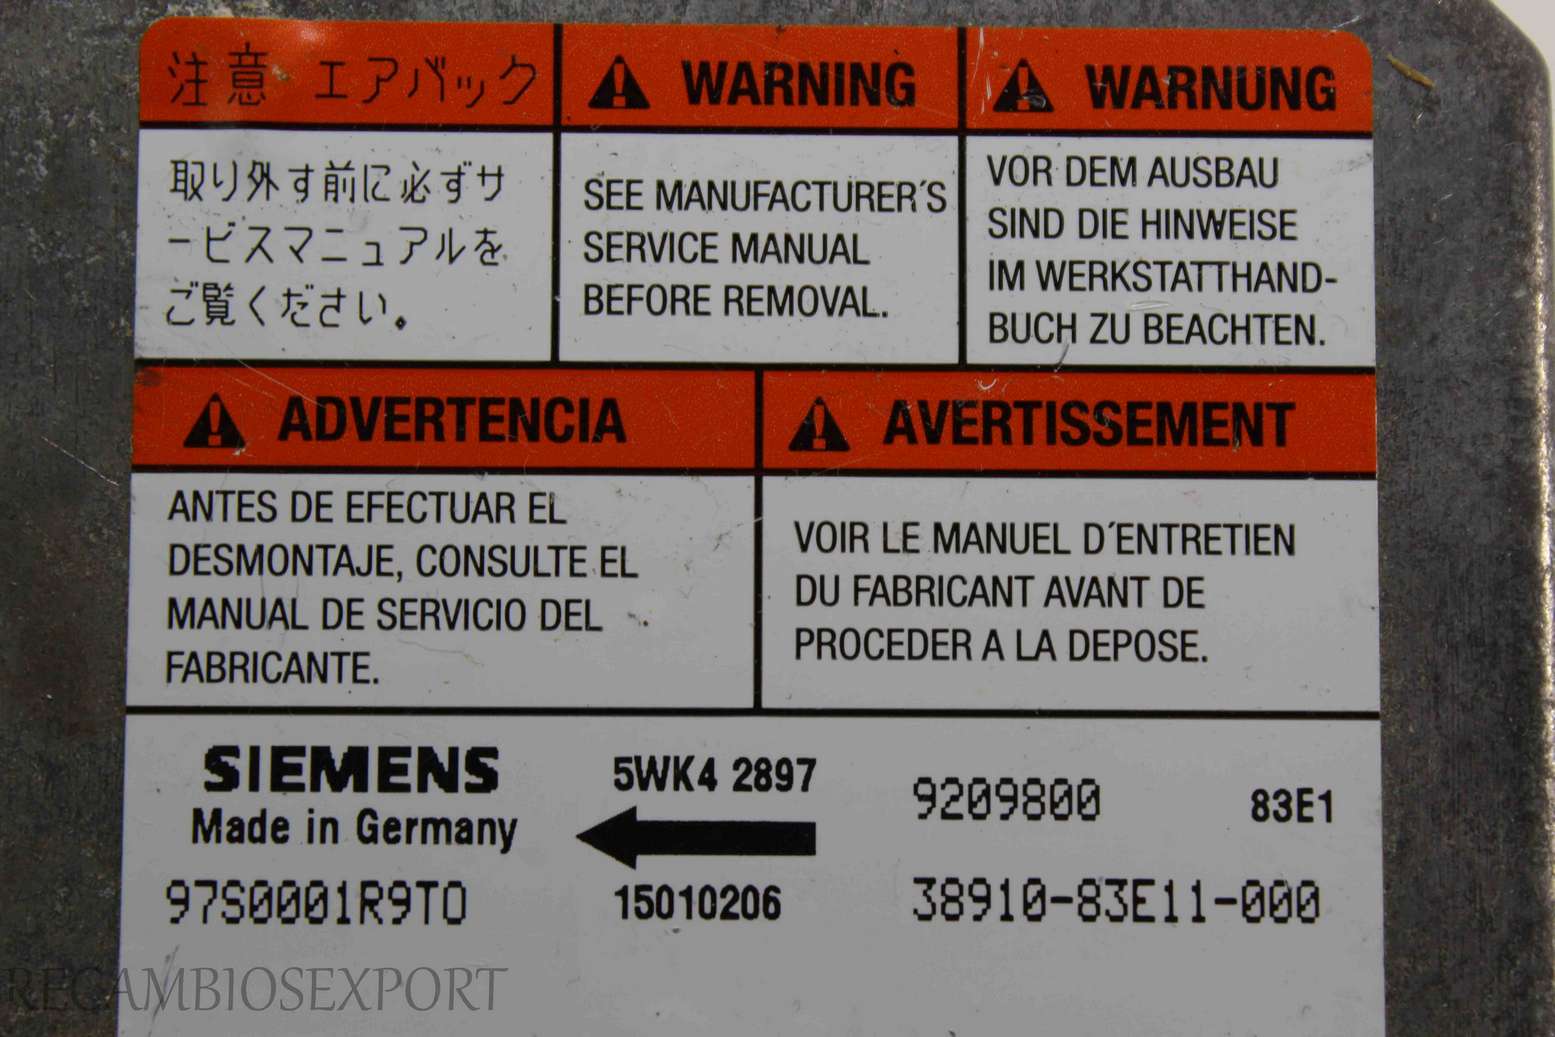 注意 エアバック
取り外す前に必ずサ
ービスマニュアルを
ご覧ください。
WARNING
SEE MANUFACTURER´S
SERVICE MANUAL
BEFORE REMOVAL.
WARNUNG
VOR DEM AUSBAU
SIND DIE HINWEISE
IM WERKSTATTHAND-
BUCH ZU BEACHTEN.
ADVERTENCIA
ANTES DE EFECTUAR EL
DESMONTAJE, CONSULTE EL
MANUAL DE SERVICIO DEL
FABRICANTE.
AVERTISSEMENT
VOIR LE MANUEL D´ENTRETIEN
DU FABRICANT AVANT DE
PROCEDER A LA DEPOSE.
SIEMENS
Made in Germany
97S0001R9TO
5WK4 2897
15010206
9209800 83E1
38910-83E11-000
RECAMBIOSEXPORT